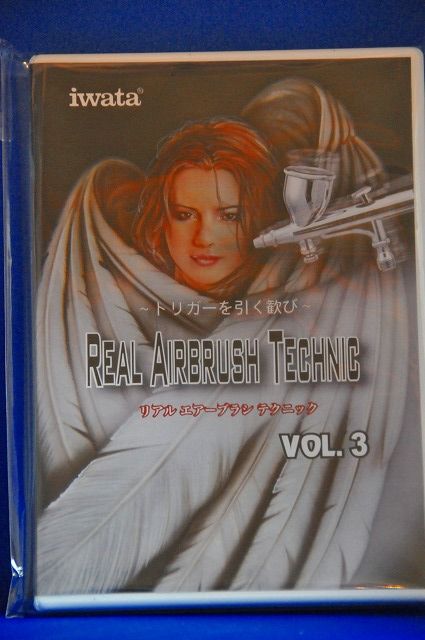 iwata®
~トリガーを引く歓び~
REAL AIRBRUSH TECHNIC
リアル エアーブラシ テクニック
VOL. 3